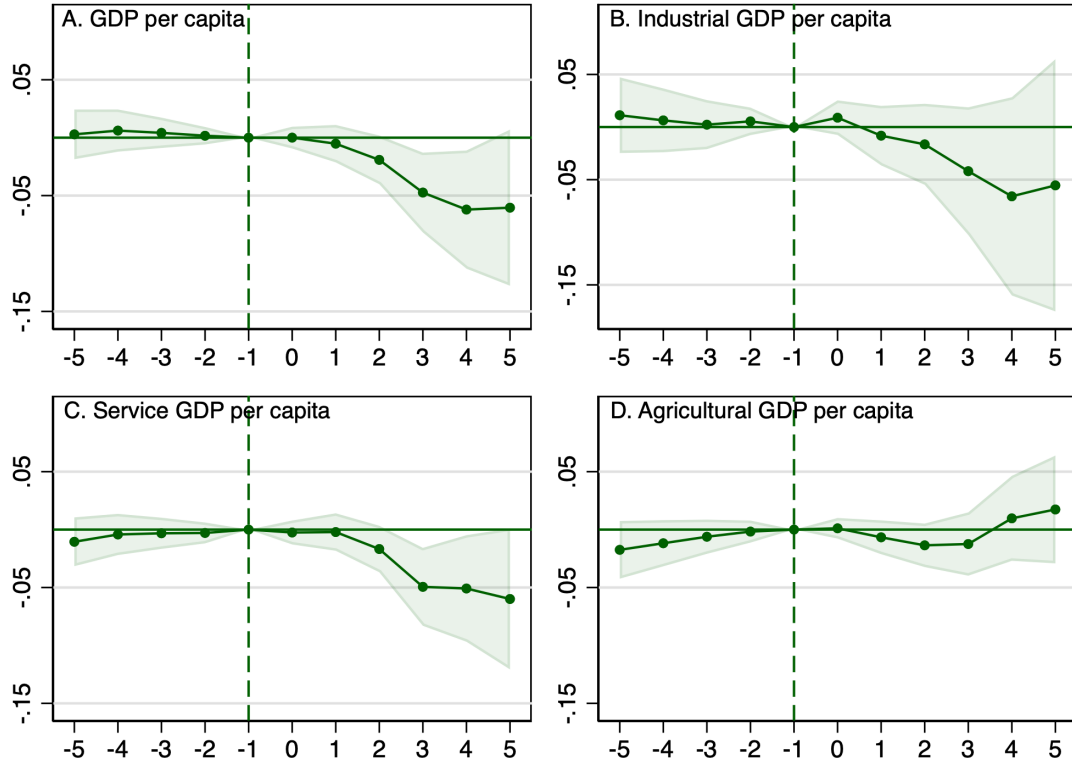 A. GDP per capita
.05
-.05
-.15
-5 -4 -3 -2 -1 0 1 2 3 4 5
B. Industrial GDP per capita
.05
-.05
-.15
-5 -4 -3 -2 -1 0 1 2 3 4 5
C. Service GDP per capita
.05
-.05
-.15
-5 -4 -3 -2 -1 0 1 2 3 4 5
D. Agricultural GDP per capita
.05
-.05
-.15
-5 -4 -3 -2 -1 0 1 2 3 4 5